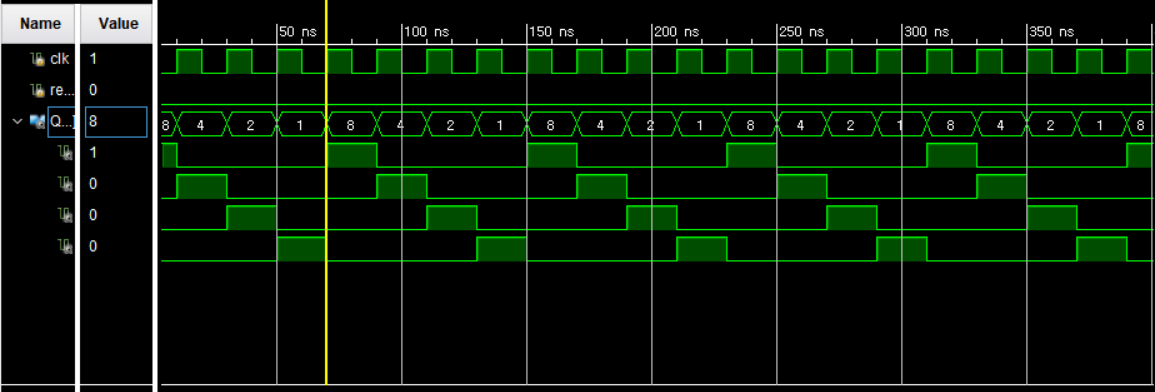 Name Value 50 ns 100 ns 150 ns 200 ns 250 ns 300 ns 350 ns
clk 1
re... 0
Q...] 8 8 4 2 1 8 4 2 1 8 4 2 1 8 4 2 1 8 4 2 1 8
1
0
0
0